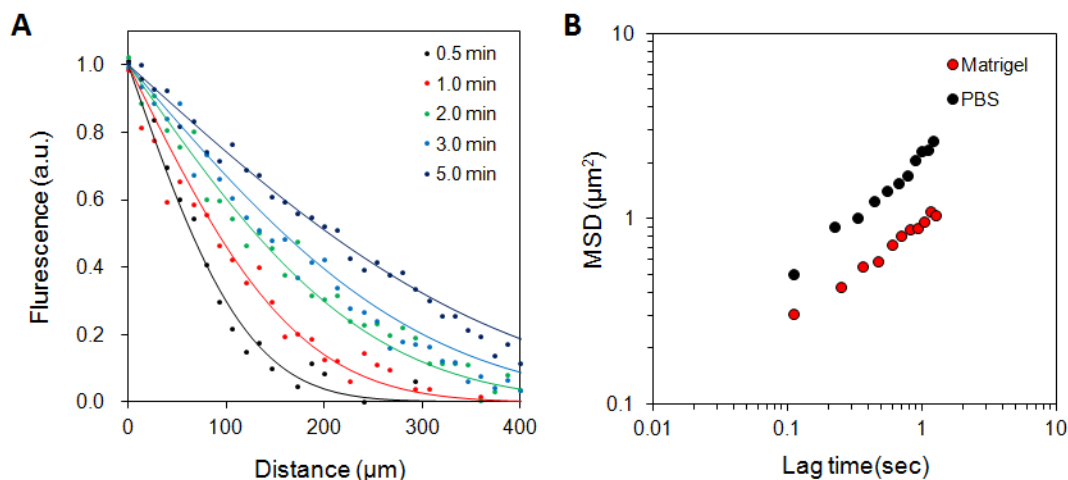 A
Flurescence (a.u.)
1.0
0.8
0.6
0.4
0.2
0.0
0
100
200
300
400
Distance (µm)
0.5 min
1.0 min
2.0 min
3.0 min
5.0 min
B
MSD (µm²)
10
1
0.1
0.01
0.1
1
10
Lag time(sec)
Matrigel
PBS